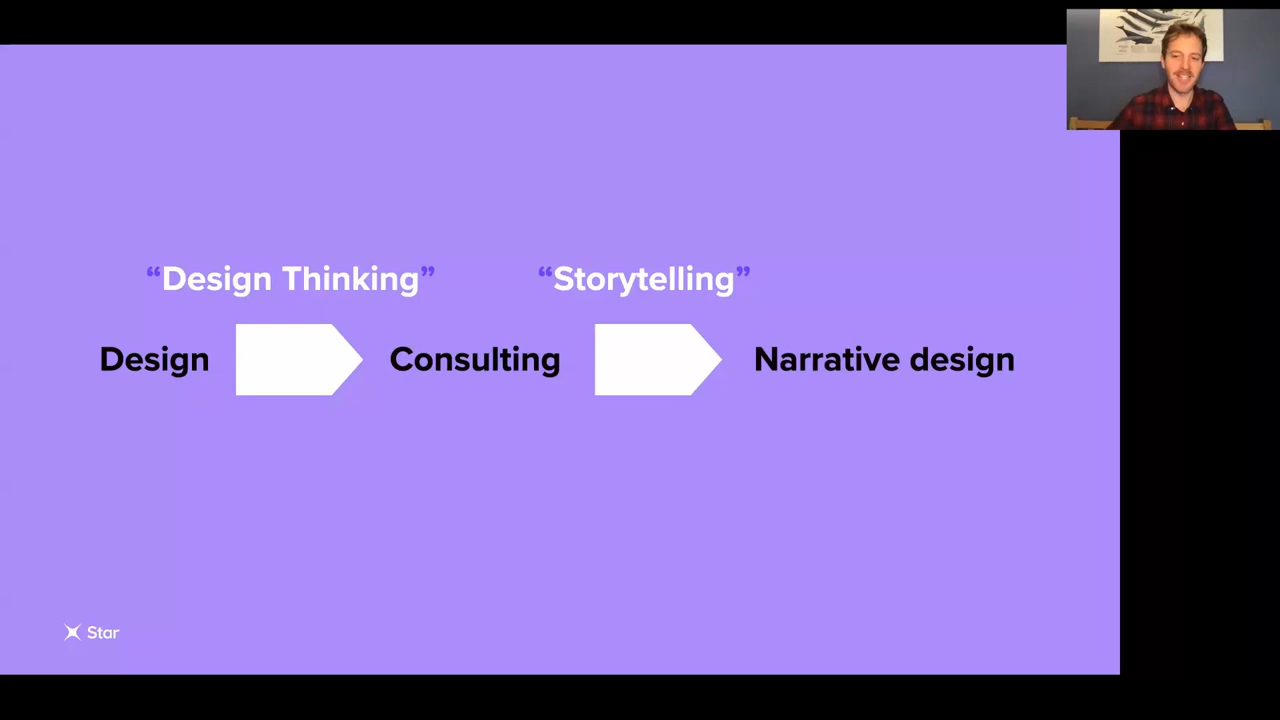 “Design Thinking” “Storytelling”
Design Consulting Narrative design
Star